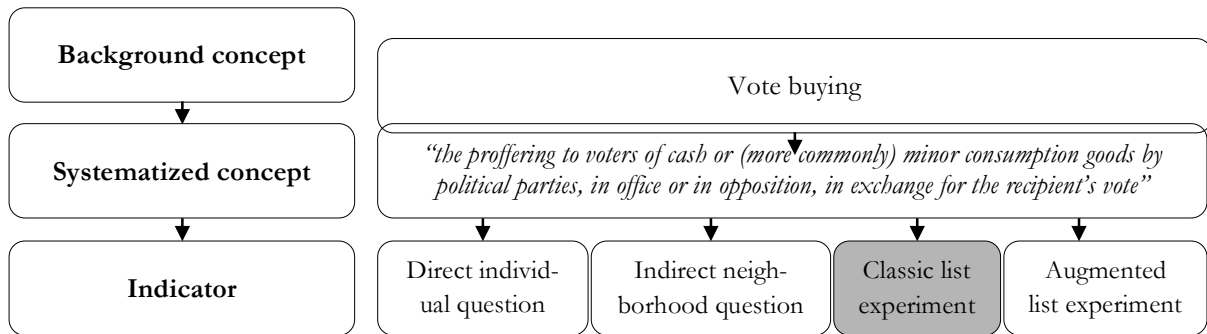 Background concept
Vote buying
Systematized concept
“the proffering to voters of cash or (more commonly) minor consumption goods by
political parties, in office or in opposition, in exchange for the recipient’s vote”
Indicator
Direct individ-
ual question
Indirect neigh-
borhood question
Classic list
experiment
Augmented
list experiment